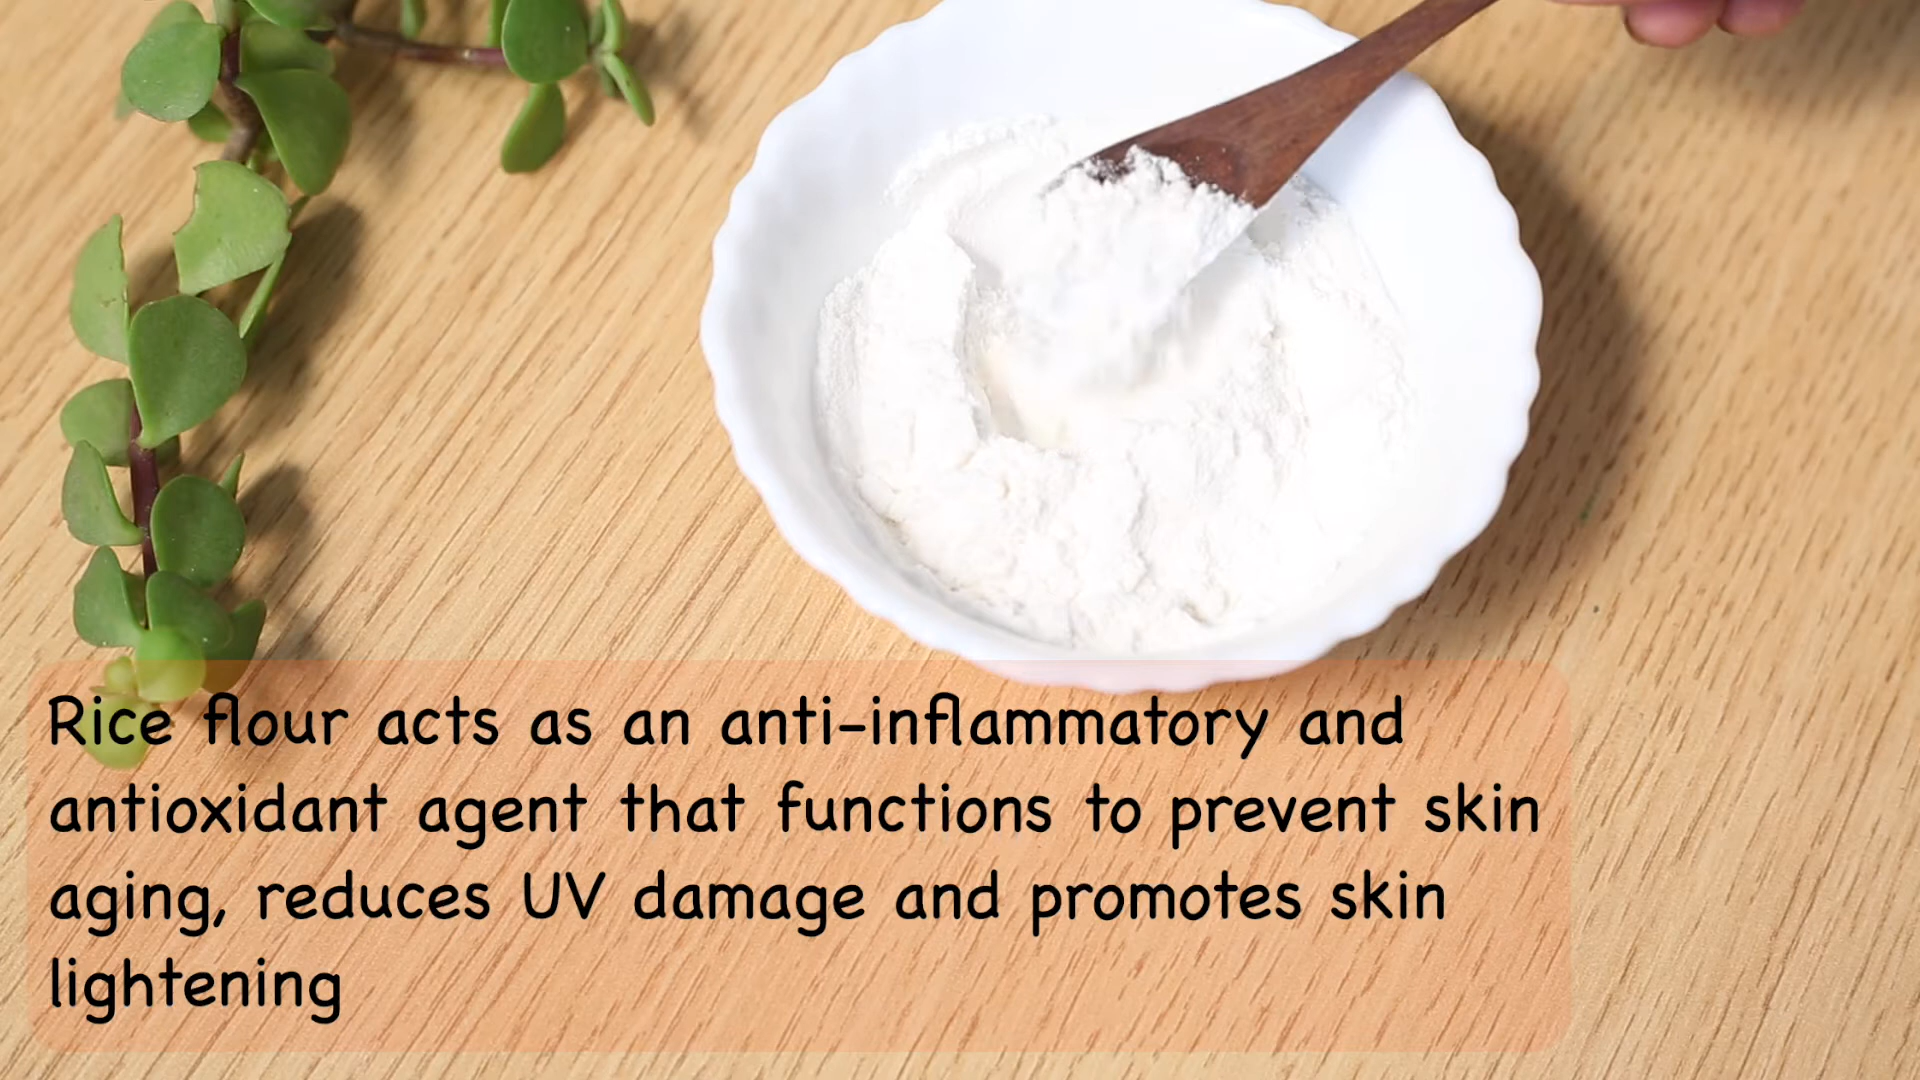 Rice flour acts as an anti-inflammatory and
antioxidant agent that functions to prevent skin
aging, reduces UV damage and promotes skin
lightening